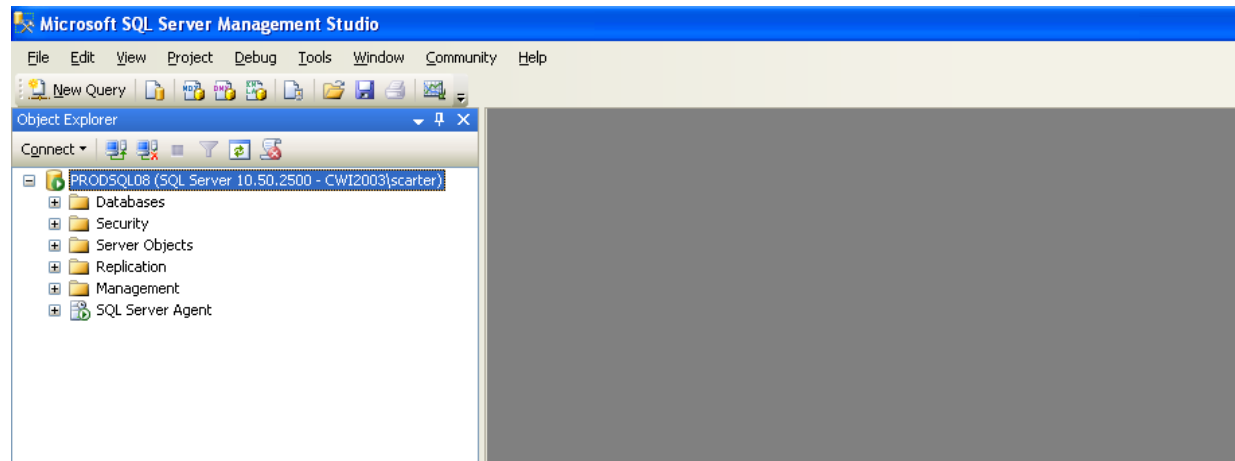 Microsoft SQL Server Management Studio
File Edit View Project Debug Tools Window Community Help
New Query
Object Explorer
Connect
PRODSQL08 (SQL Server 10.50.2500 - CWI2003\scarter)
Databases
Security
Server Objects
Replication
Management
SQL Server Agent